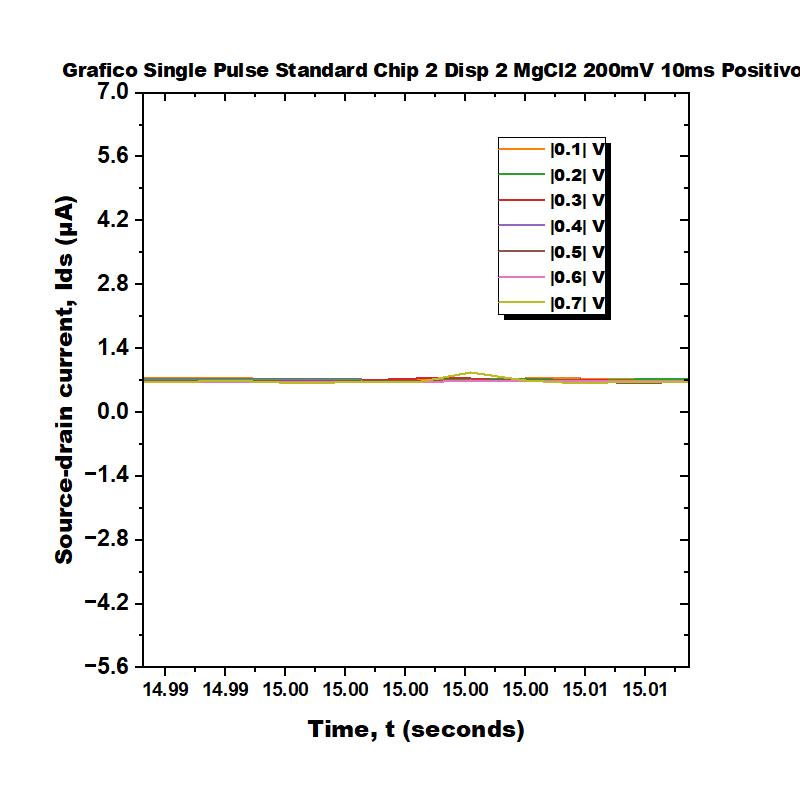 Grafico Single Pulse Standard Chip 2 Disp 2 MgCl2 200mV 10ms Positivo
7.0
5.6
4.2
2.8
1.4
0.0
−1.4
−2.8
−4.2
−5.6
Source-drain current, Ids (µA)
|0.1| V
|0.2| V
|0.3| V
|0.4| V
|0.5| V
|0.6| V
|0.7| V
14.99 14.99 15.00 15.00 15.00 15.00 15.00 15.01 15.01
Time, t (seconds)